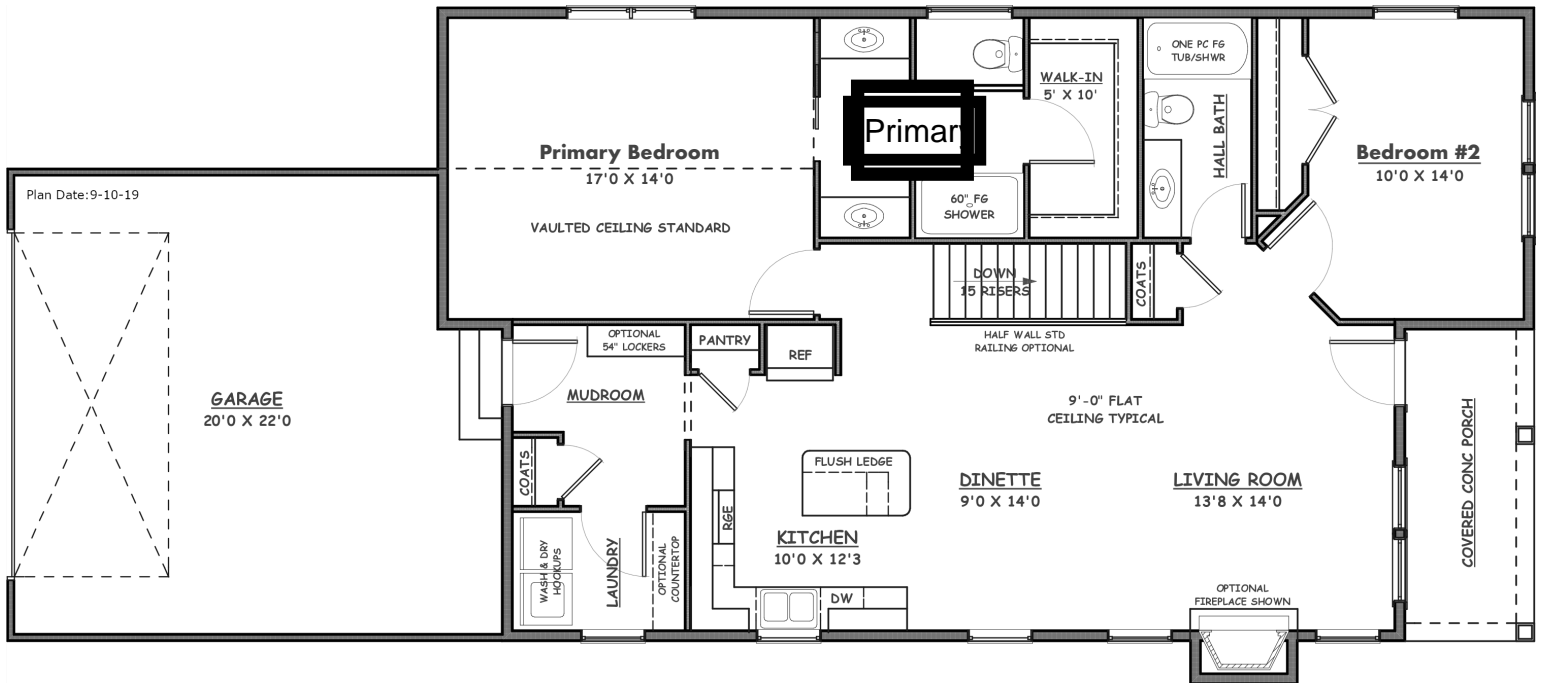 ONE PC FG
TUB/SHWR
WALK-IN
5' X 10'
HALL BATH
Primary
Primary Bedroom
17'0 X 14'0
VAULTED CEILING STANDARD
Bedroom #2
10'0 X 14'0
60" FG
SHOWER
Plan Date:9-10-19
DOWN
15 RISERS
COATS
HALF WALL STD
RAILING OPTIONAL
OPTIONAL
54" LOCKERS
PANTRY
REF
MUDROOM
GARAGE
20'0 X 22'0
9'-0" FLAT
CEILING TYPICAL
COATS
FLUSH LEDGE
DINETTE
9'0 X 14'0
LIVING ROOM
13'8 X 14'0
COVERED CONC PORCH
RGE
KITCHEN
10'0 X 12'3
WASH & DRY
HOOKUPS
LAUNDRY
OPTIONAL
COUNTERTOP
DW
OPTIONAL
FIREPLACE SHOWN